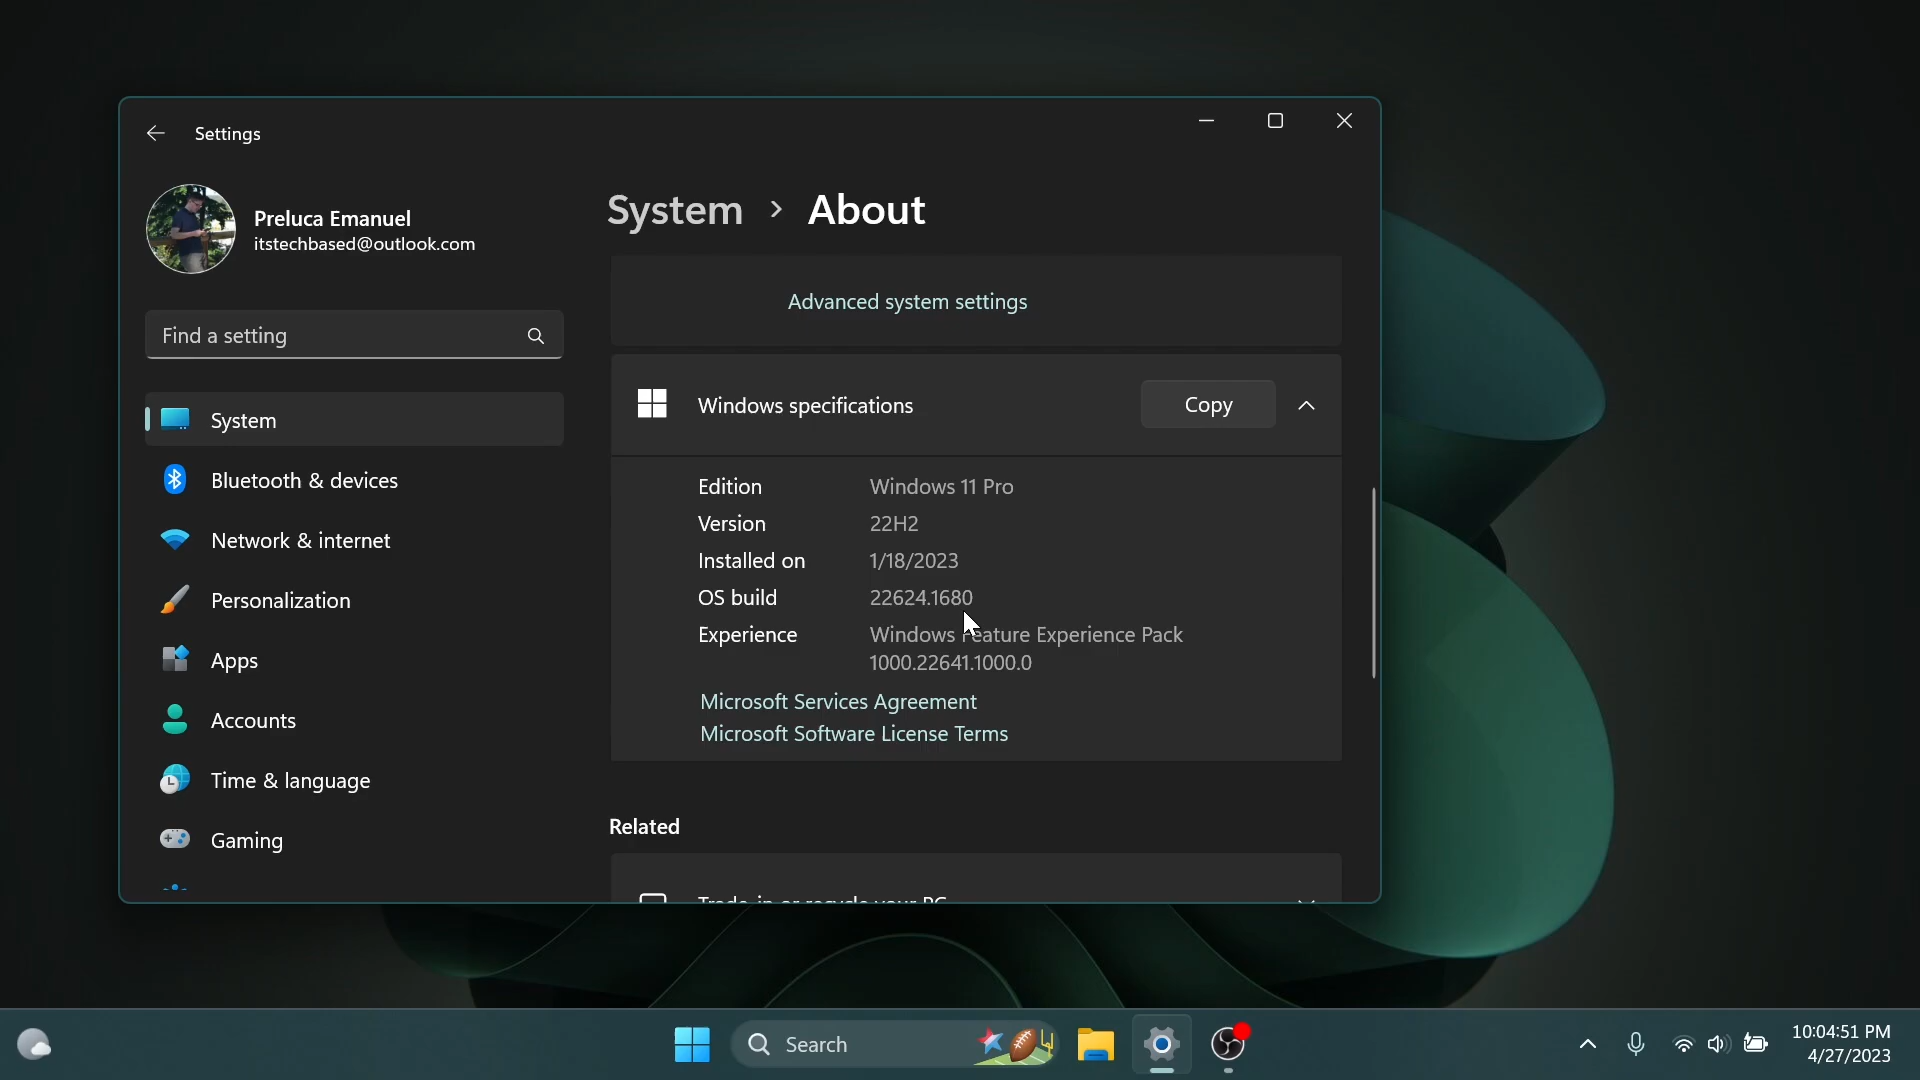 Settings
Preluca Emanuel
itstechbased@outlook.com
Find a setting
System
Bluetooth & devices
Network & internet
Personalization
Apps
Accounts
Time & language
Gaming
System > About
Advanced system settings
Windows specifications
Copy
Edition Windows 11 Pro
Version 22H2
Installed on 1/18/2023
OS build 22624.1680
Experience Windows Feature Experience Pack
1000.22641.1000.0
Microsoft Services Agreement
Microsoft Software License Terms
Related
Trade-in or recycle your PC
Search
10:04:51 PM
4/27/2023